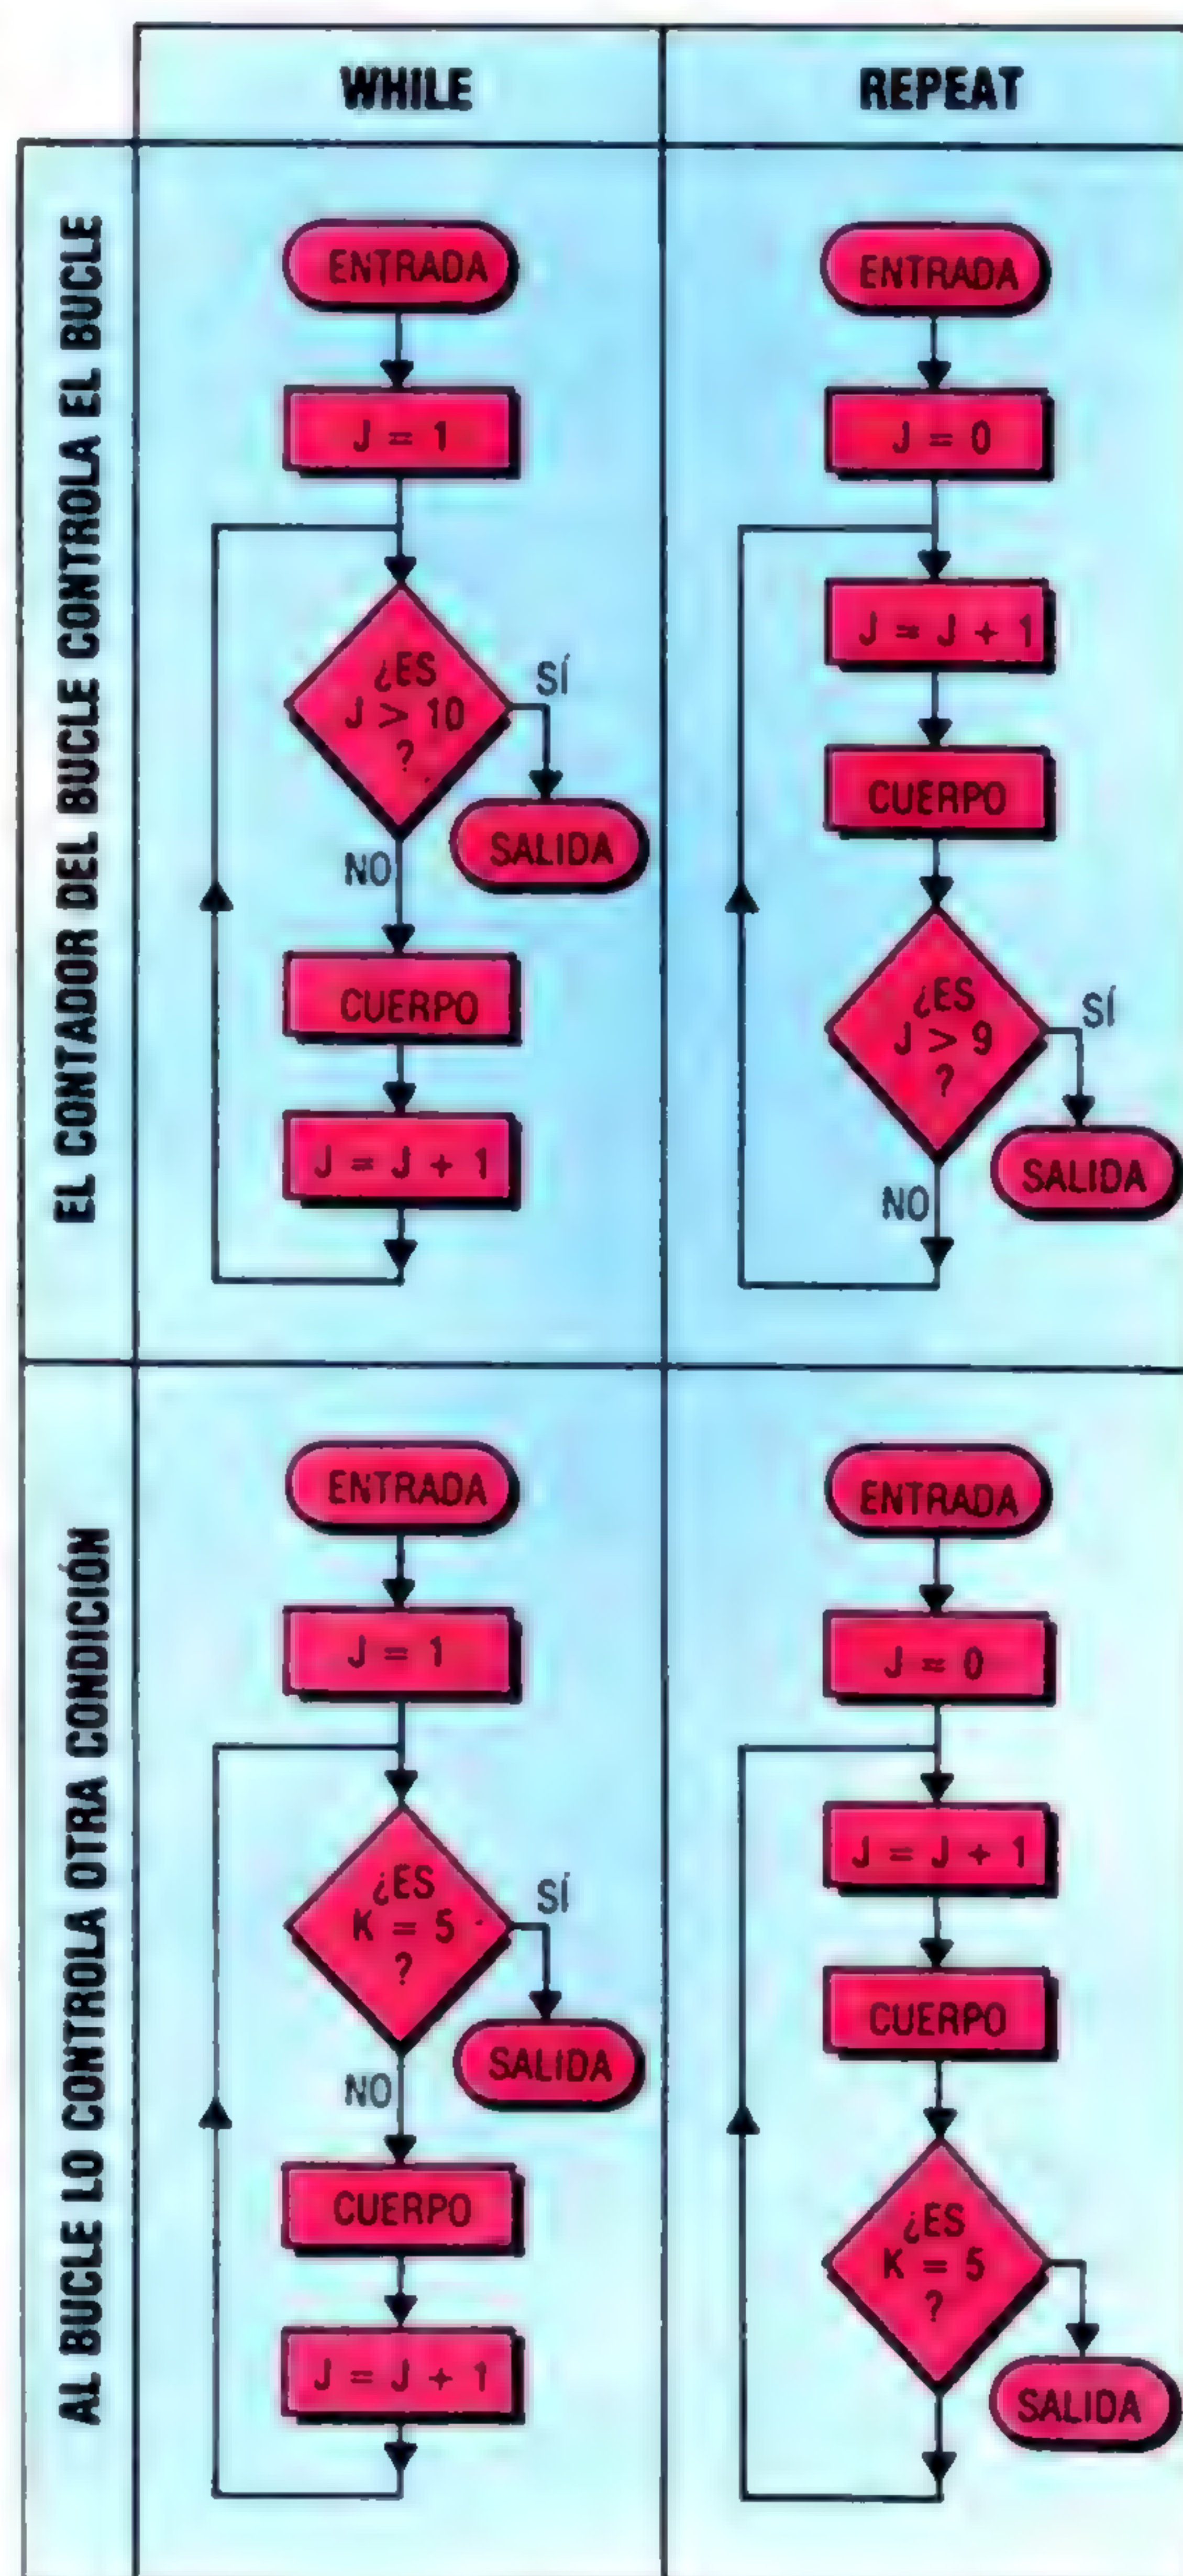 WHILE
REPEAT
EL CONTADOR DEL BUCLE CONTROLA EL BUCLE
ENTRADA
J = 1
¿ES
J > 10
?
SÍ
SALIDA
NO
CUERPO
J = J + 1
ENTRADA
J = 0
J = J + 1
CUERPO
¿ES
J > 9
?
SÍ
SALIDA
NO
AL BUCLE LO CONTROLA OTRA CONDICIÓN
ENTRADA
J = 1
¿ES
K = 5
?
SÍ
SALIDA
NO
CUERPO
J = J + 1
ENTRADA
J = 0
J = J + 1
CUERPO
¿ES
K = 5
?
SALIDA